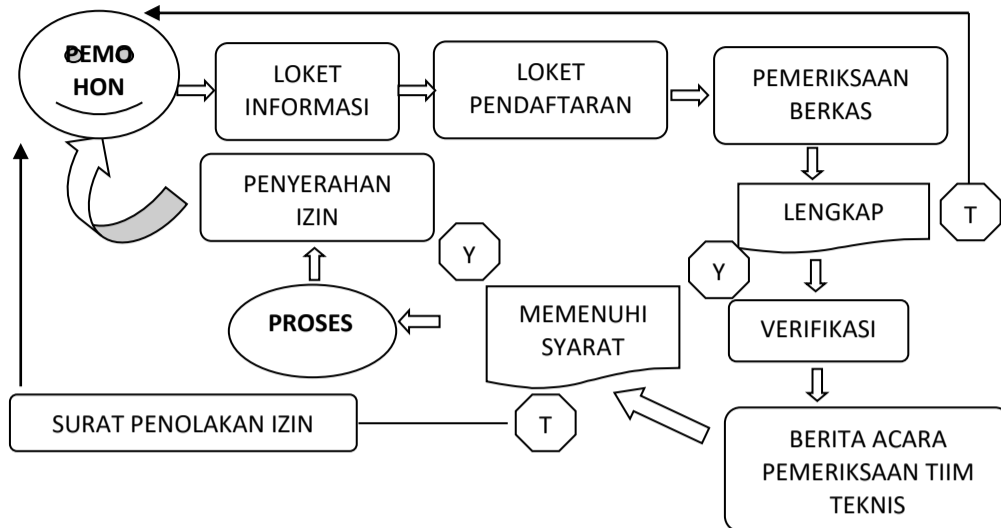 PEMO
HON
LOKET
INFORMASI
LOKET
PENDAFTARAN
PEMERIKSAAN
BERKAS
LENGKAP
T
Y
VERIFIKASI
BERITA ACARA
PEMERIKSAAN TIIM
TEKNIS
MEMENUHI
SYARAT
Y
PROSES
PENYERAHAN
IZIN
T
SURAT PENOLAKAN IZIN